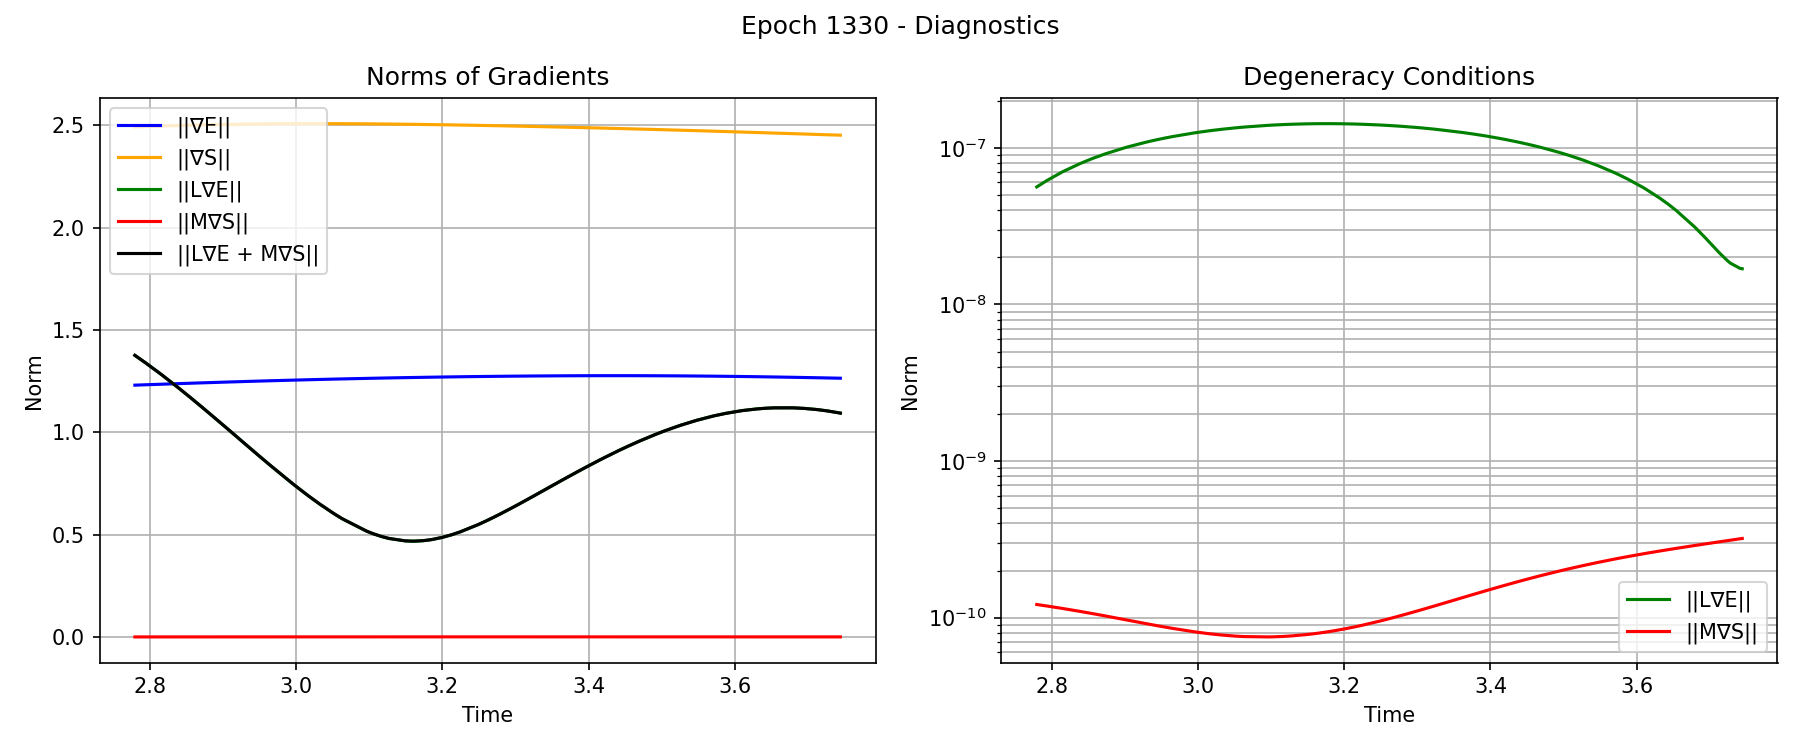 Epoch 1330 - Diagnostics
Norms of Gradients
2.5
2.0
1.5
1.0
0.5
0.0
Norm
||∇E||
||∇S||
||L∇E||
||M∇S||
||L∇E + M∇S||
2.8 3.0 3.2 3.4 3.6
Time
Degeneracy Conditions
10⁻⁷
10⁻⁸
10⁻⁹
10⁻¹⁰
Norm
||L∇E||
||M∇S||
2.8 3.0 3.2 3.4 3.6
Time